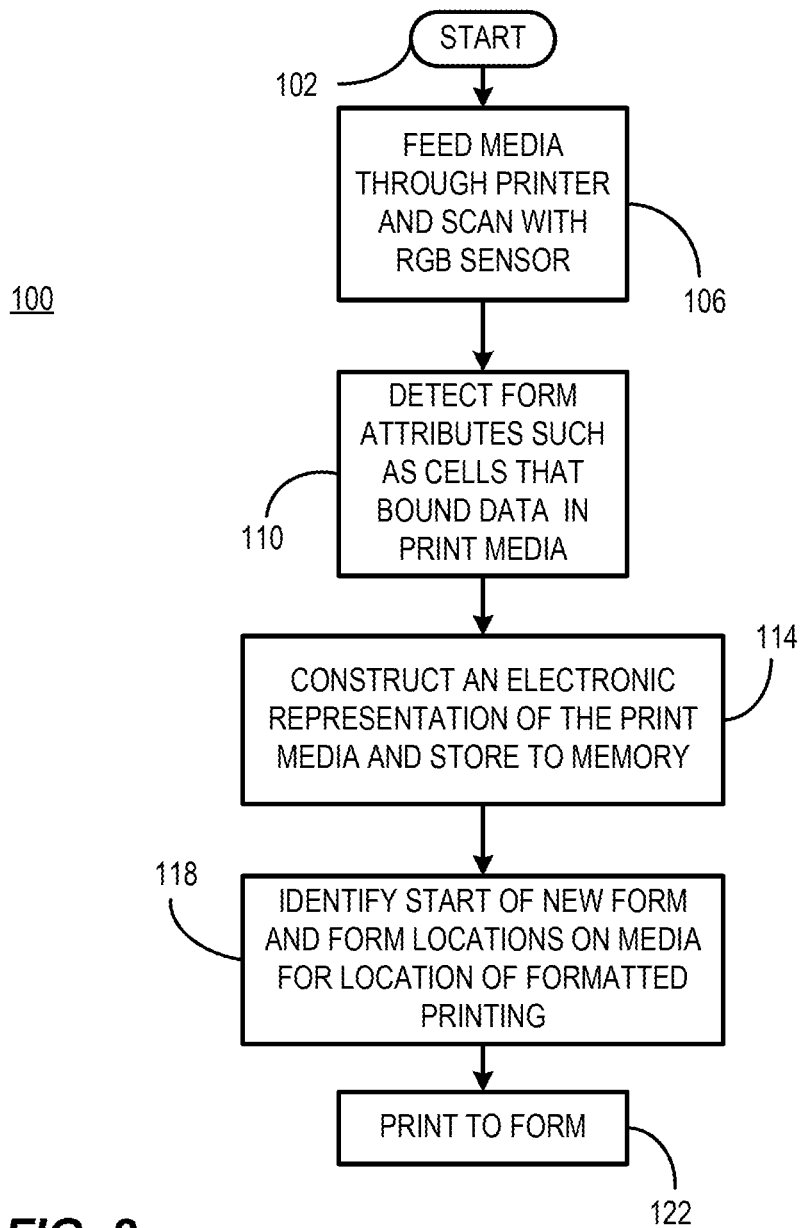 START
102
FEED MEDIA
THROUGH PRINTER
AND SCAN WITH
RGB SENSOR
106
100
DETECT FORM
ATTRIBUTES SUCH
AS CELLS THAT
BOUND DATA IN
PRINT MEDIA
110
114
CONSTRUCT AN ELECTRONIC
REPRESENTATION OF THE PRINT
MEDIA AND STORE TO MEMORY
118
IDENTIFY START OF NEW FORM
AND FORM LOCATIONS ON MEDIA
FOR LOCATION OF FORMATTED
PRINTING
PRINT TO FORM
122
FIG.